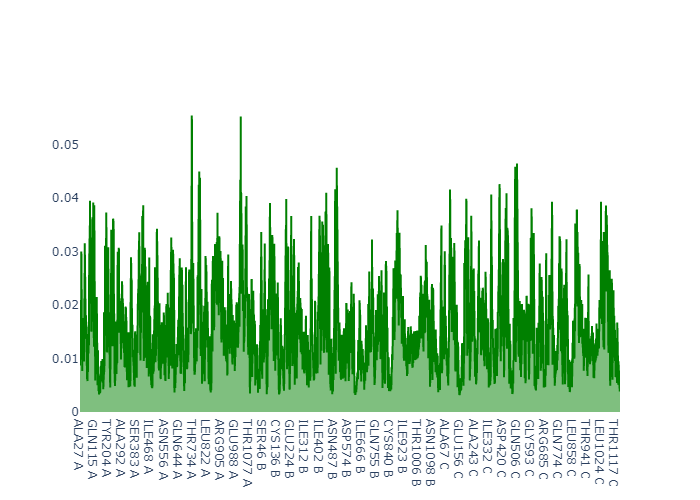 0.05
0.04
0.03
0.02
0.01
0
ALA27 A
GLN115 A
TYR204 A
ALA292 A
SER383 A
ILE468 A
ASN556 A
GLN644 A
THR734 A
LEU822 A
ARG905 A
GLU988 A
THR1077 A
SER46 B
CYS136 B
GLU224 B
ILE312 B
ILE402 B
ASN487 B
ASP574 B
ILE666 B
GLN755 B
CYS840 B
ILE923 B
THR1006 B
ASN1098 B
ALA67 C
GLU156 C
ALA243 C
ILE332 C
ASP420 C
GLN506 C
GLY593 C
ARG685 C
GLN774 C
LEU858 C
THR941 C
LEU1024 C
THR1117 C